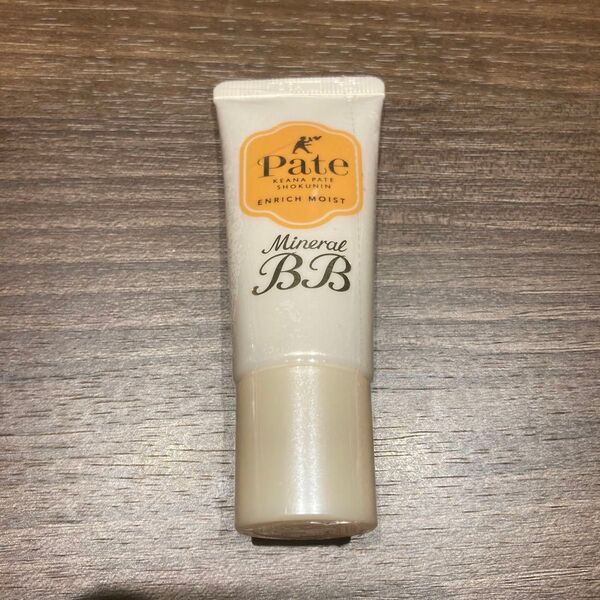 Pate
KEANA PATE
SHOKUNIN
ENRICH MOIST
Mineral
BB